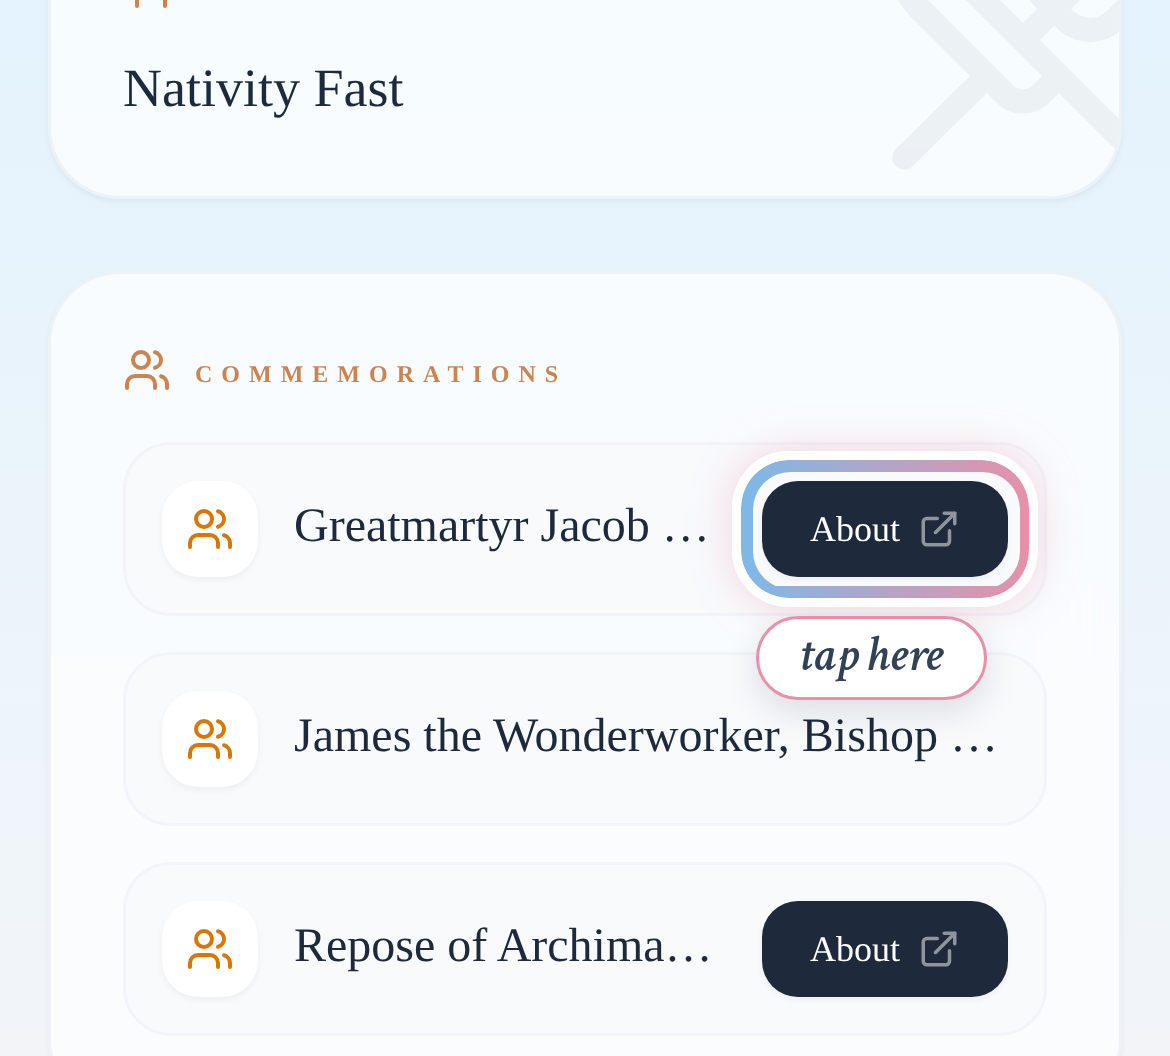 Nativity Fast
COMMEMORATIONS
Greatmartyr Jacob …
About
tap here
James the Wonderworker, Bishop …
Repose of Archima…
About